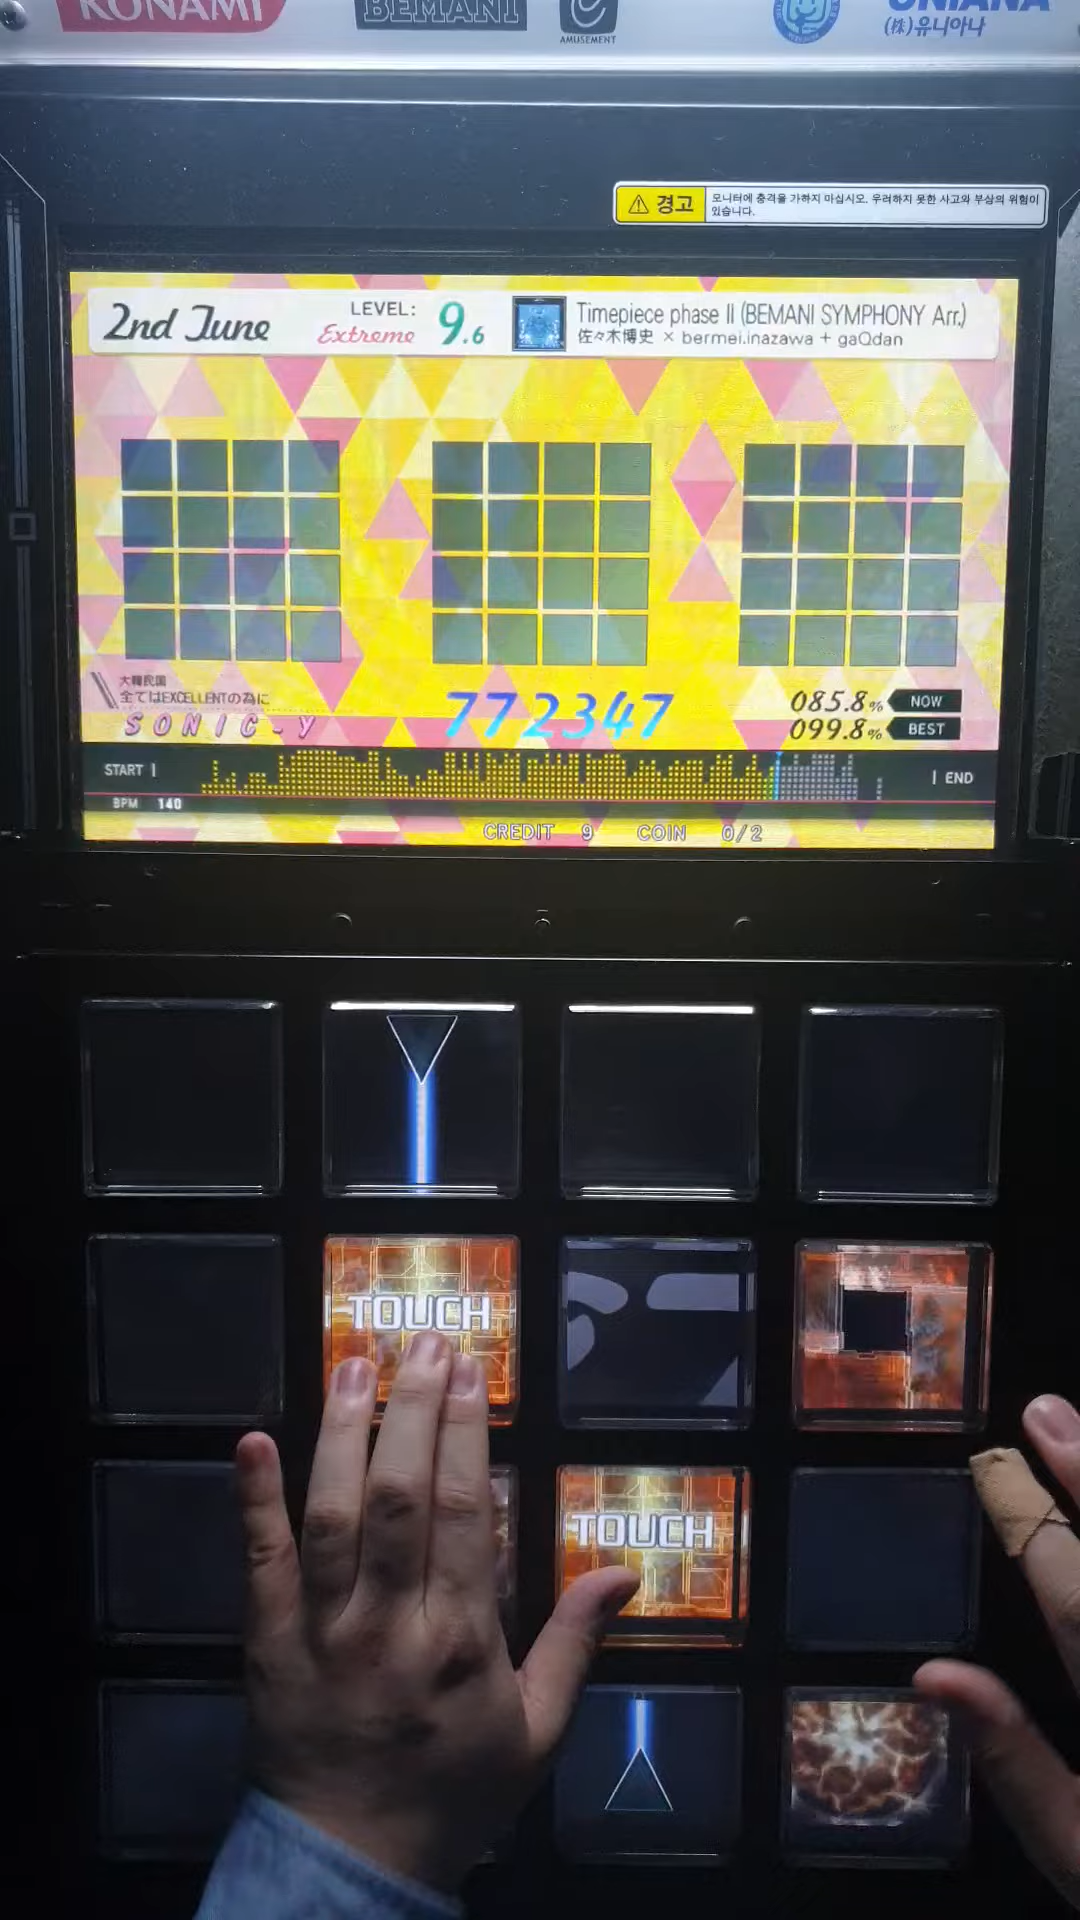 KONAMI
BEMANI
AMUSEMENT
UNIANA
(株)유니아나
경고
모니터에 충격을 가하지 마십시오. 우려하지 못한 사고와 부상의 위험이
있습니다.
2nd June
LEVEL:
Extreme
9.6
Timepiece phase II (BEMANI SYMPHONY Arr.)
佐々木博史 × bermei.inazawa + gaQdan
大韓民国
全てはEXCELLENTの為に
SONIC-Y
772347
085.8% NOW
099.8% BEST
START
END
BPM 140
CREDIT 9 COIN 0/2
TOUCH
TOUCH